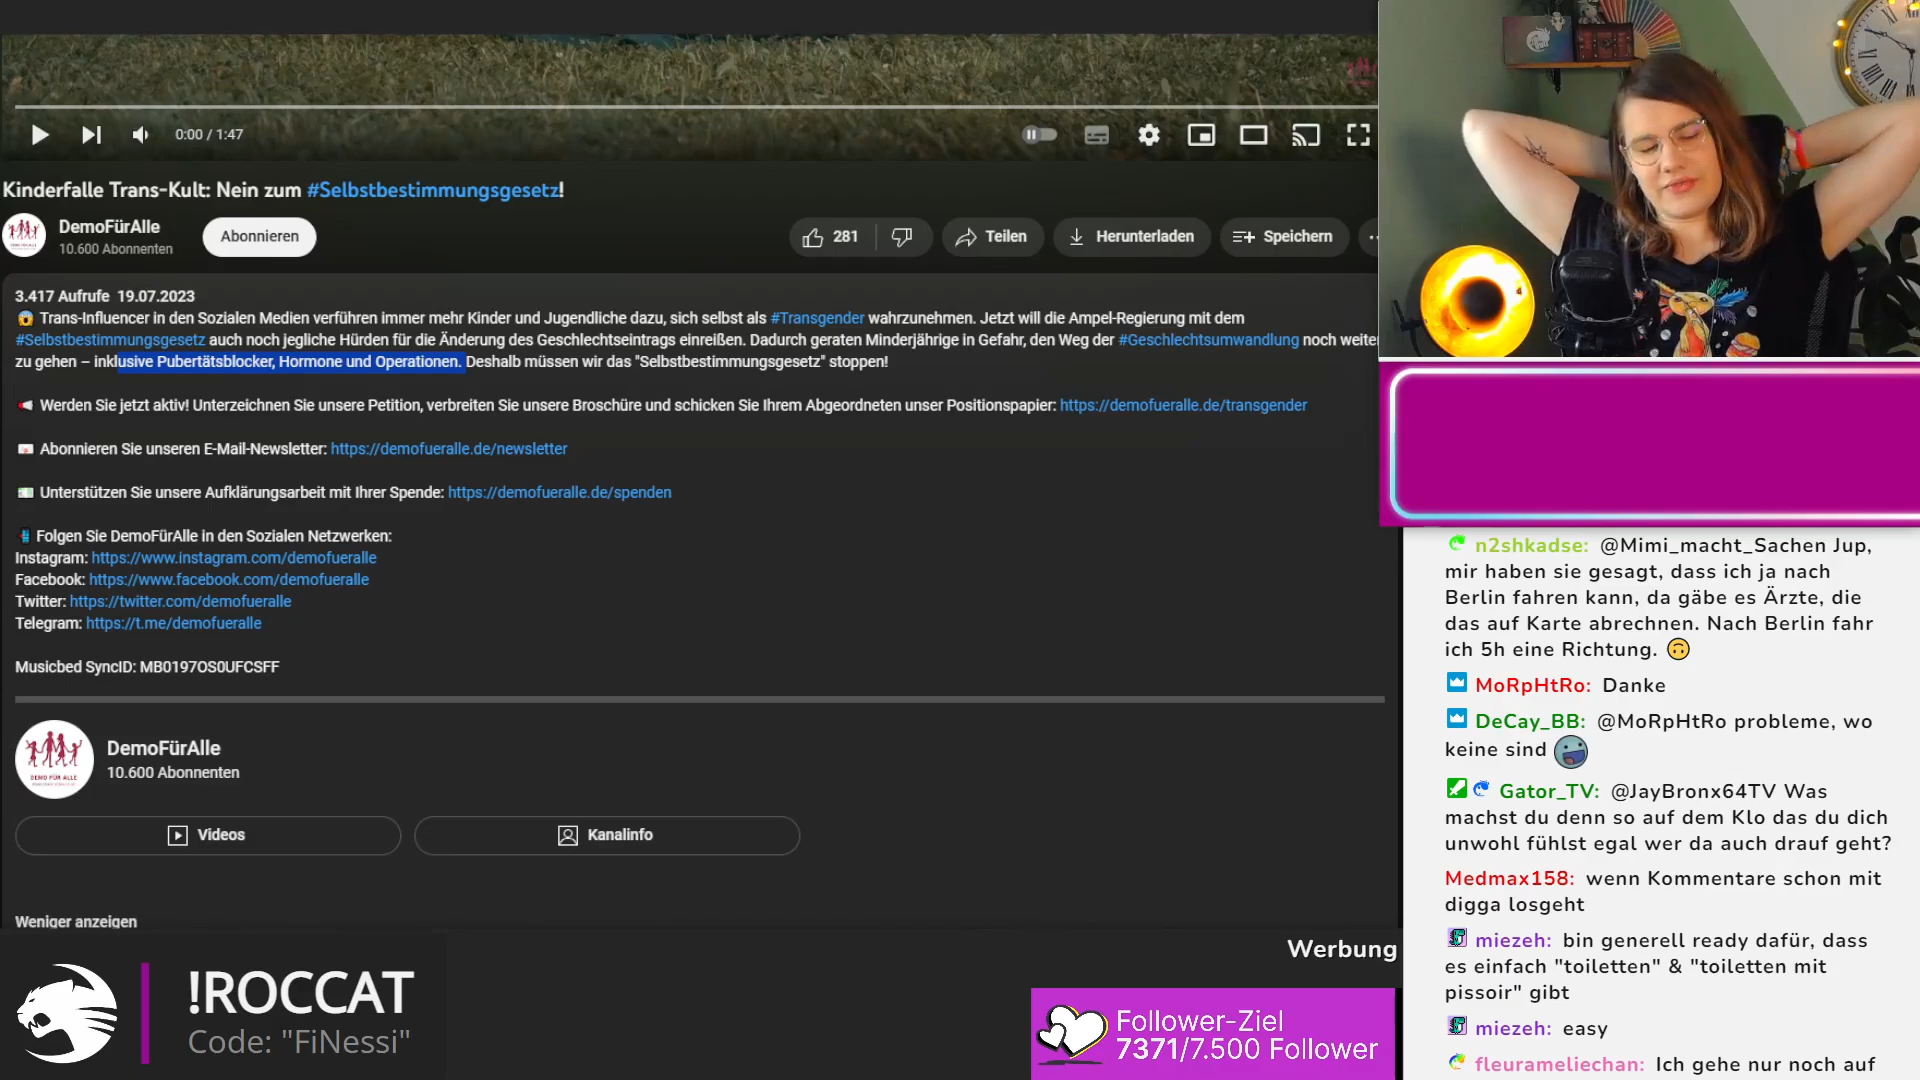 0:00 / 1:47
Kinderfalle Trans-Kult: Nein zum #Selbstbestimmungsgesetz!
DemoFürAlle
10.600 Abonnenten
Abonnieren
281
Teilen
Herunterladen
Speichern
3.417 Aufrufe 19.07.2023
😱 Trans-Influencer in den Sozialen Medien verführen immer mehr Kinder und Jugendliche dazu, sich selbst als #Transgender wahrzunehmen. Jetzt will die Ampel-Regierung mit dem
#Selbstbestimmungsgesetz auch noch jegliche Hürden für die Änderung des Geschlechtseintrags einreißen. Dadurch geraten Minderjährige in Gefahr, den Weg der #Geschlechtsumwandlung noch weiter
zu gehen – inklusive Pubertätsblocker, Hormone und Operationen. Deshalb müssen wir das "Selbstbestimmungsgesetz" stoppen!
📢 Werden Sie jetzt aktiv! Unterzeichnen Sie unsere Petition, verbreiten Sie unsere Broschüre und schicken Sie Ihrem Abgeordneten unser Positionspapier: https://demofueralle.de/transgender
📧 Abonnieren Sie unseren E-Mail-Newsletter: https://demofueralle.de/newsletter
💶 Unterstützen Sie unsere Aufklärungsarbeit mit Ihrer Spende: https://demofueralle.de/spenden
📲 Folgen Sie DemoFürAlle in den Sozialen Netzwerken:
Instagram: https://www.instagram.com/demofueralle
Facebook: https://www.facebook.com/demofueralle
Twitter: https://twitter.com/demofueralle
Telegram: https://t.me/demofueralle
Musicbed SyncID: MB0197OS0UFCSFF
DEMO FÜR ALLE
DemoFürAlle
10.600 Abonnenten
Videos
Kanalinfo
Weniger anzeigen
Werbung
!ROCCAT
Code: "FiNessi"
Follower-Ziel
7371/7.500 Follower
n2shkadse: @Mimi_macht_Sachen Jup,
mir haben sie gesagt, dass ich ja nach
Berlin fahren kann, da gäbe es Ärzte, die
das auf Karte abrechnen. Nach Berlin fahr
ich 5h eine Richtung. 🙃
MoRpHtRo: Danke
DeCay_BB: @MoRpHtRo probleme, wo
keine sind
Gator_TV: @JayBronx64TV Was
machst du denn so auf dem Klo das du dich
unwohl fühlst egal wer da auch drauf geht?
Medmax158: wenn Kommentare schon mit
digga losgeht
miezeh: bin generell ready dafür, dass
es einfach "toiletten" & "toiletten mit
pissoir" gibt
miezeh: easy
fleurameliechan: Ich gehe nur noch auf